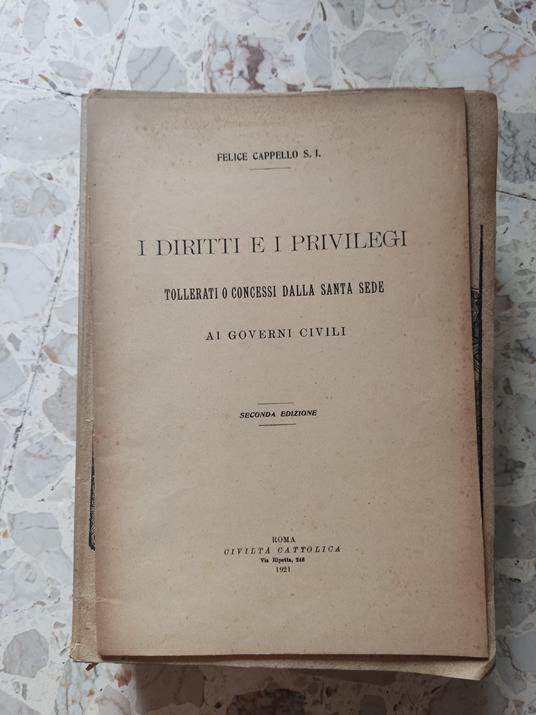 FELICE CAPPELLO S. I.
I DIRITTI E I PRIVILEGI
TOLLERATI O CONCESSI DALLA SANTA SEDE
AI GOVERNI CIVILI
SECONDA EDIZIONE
ROMA
CIVILTÀ CATTOLICA
Via Ripetta, 246
1921